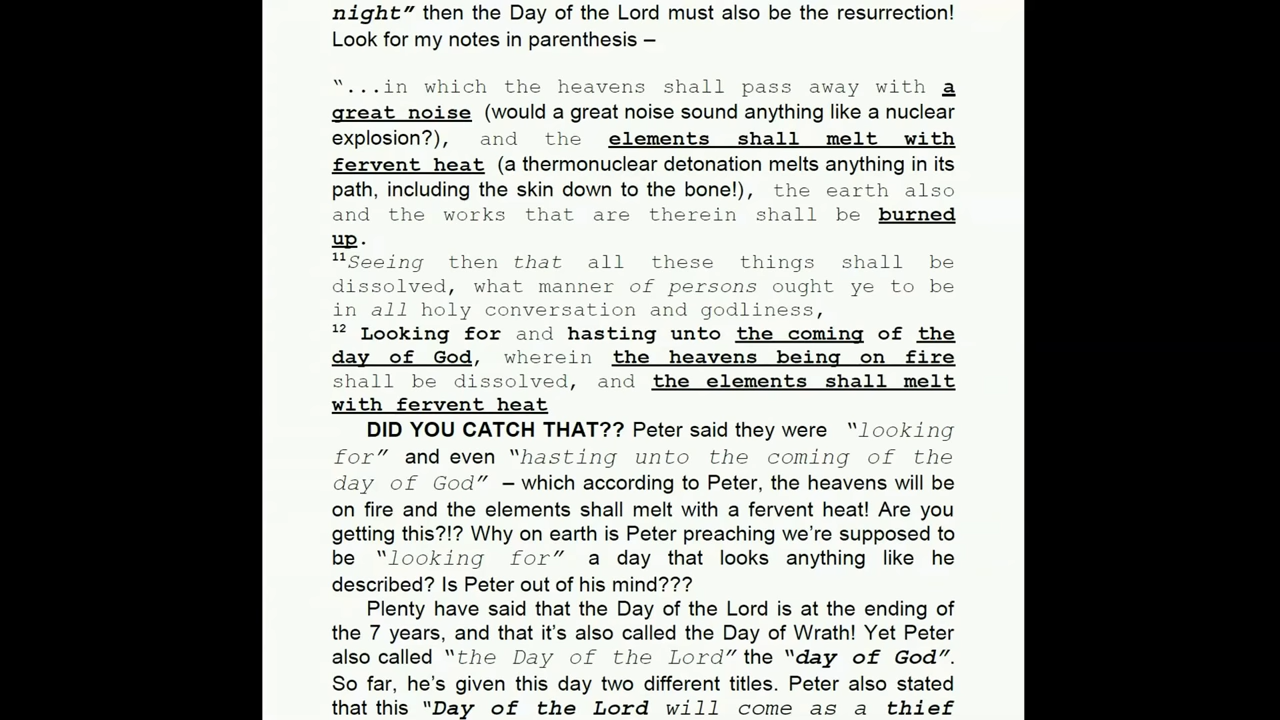 night” then the Day of the Lord must also be the resurrection!
Look for my notes in parenthesis –
“...in which the heavens shall pass away with a
great noise (would a great noise sound anything like a nuclear
explosion?), and the elements shall melt with
fervent heat (a thermonuclear detonation melts anything in its
path, including the skin down to the bone!), the earth also
and the works that are therein shall be burned
up.
11Seeing then that all these things shall be
dissolved, what manner of persons ought ye to be
in all holy conversation and godliness,
12 Looking for and hasting unto the coming of the
day of God, wherein the heavens being on fire
shall be dissolved, and the elements shall melt
with fervent heat
DID YOU CATCH THAT?? Peter said they were “looking
for” and even “hasting unto the coming of the
day of God” – which according to Peter, the heavens will be
on fire and the elements shall melt with a fervent heat! Are you
getting this?!? Why on earth is Peter preaching we’re supposed to
be “looking for” a day that looks anything like he
described? Is Peter out of his mind???
Plenty have said that the Day of the Lord is at the ending of
the 7 years, and that it’s also called the Day of Wrath! Yet Peter
also called “the Day of the Lord” the “day of God”.
So far, he’s given this day two different titles. Peter also stated
that this “Day of the Lord will come as a thief